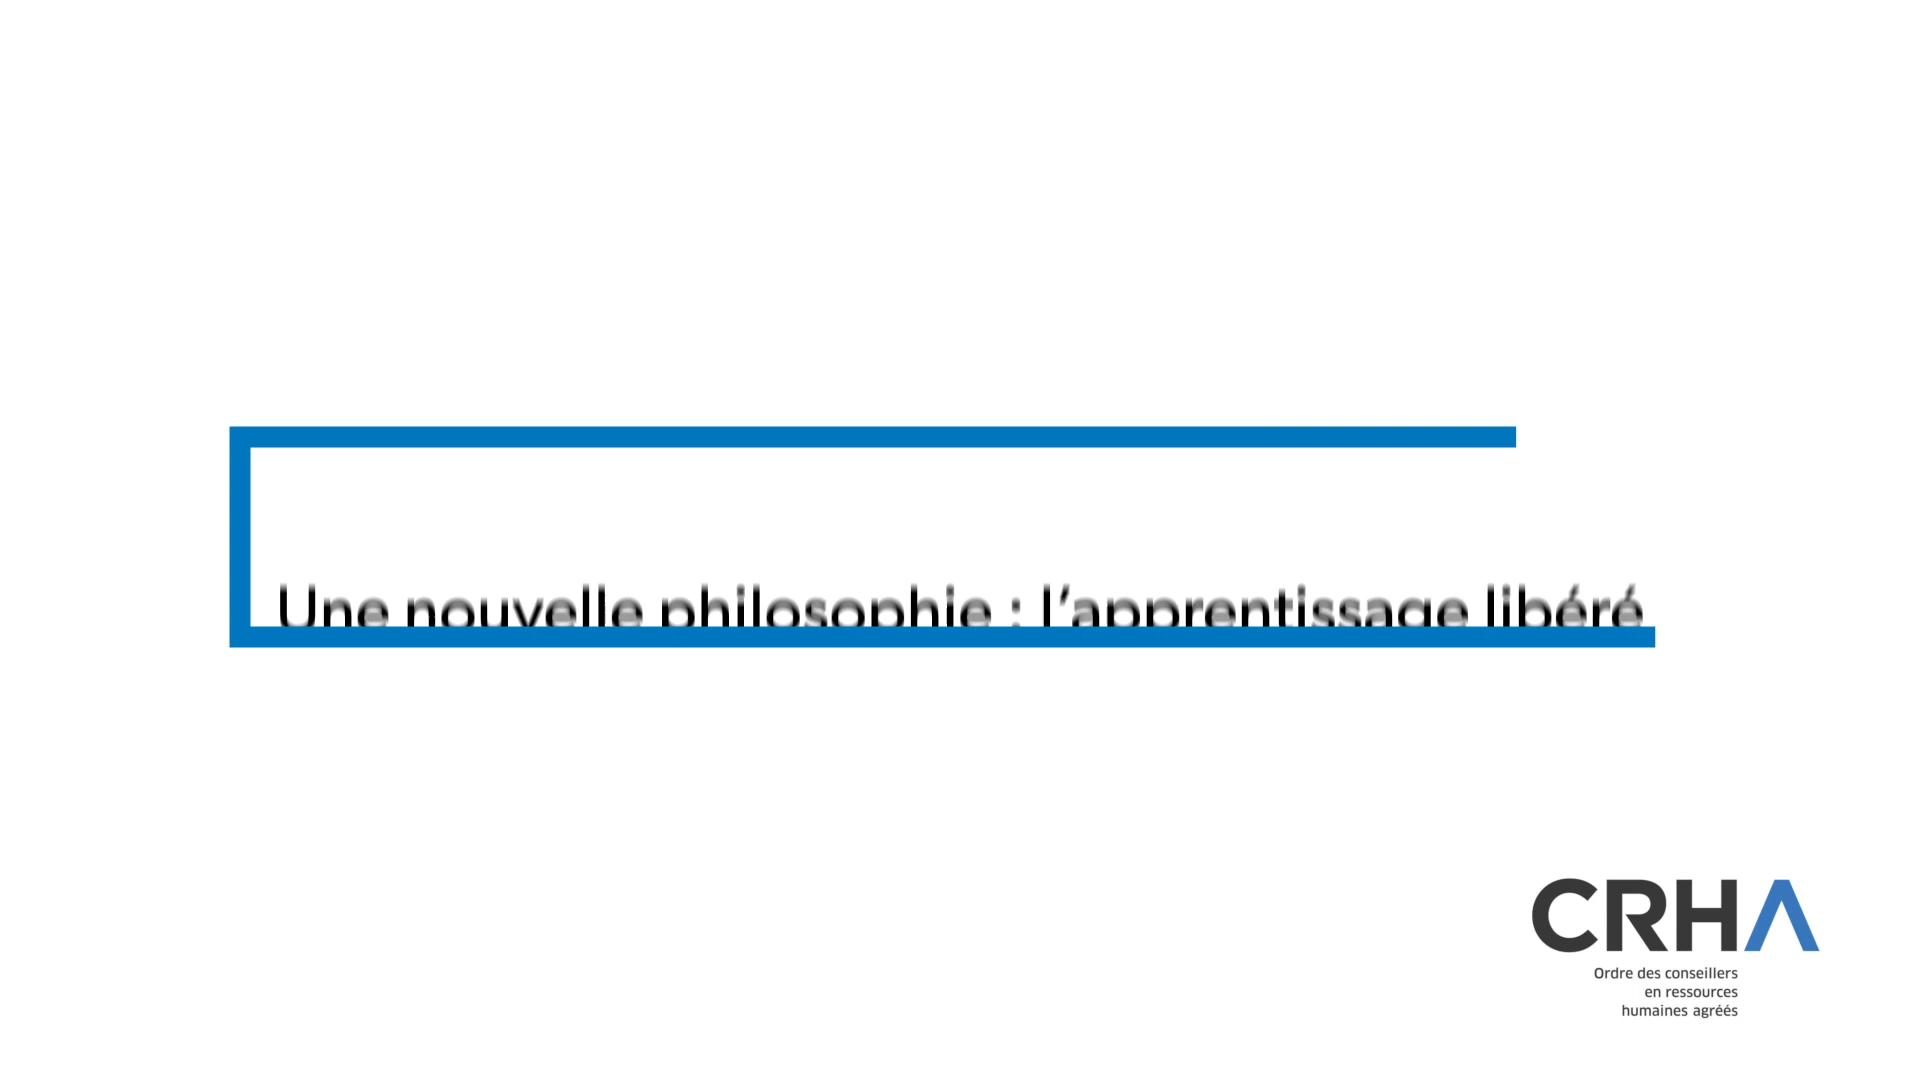 Une nouvelle philosophie : l’apprentissage libéré
CRHA
Ordre des conseillers
en ressources
humaines agréés